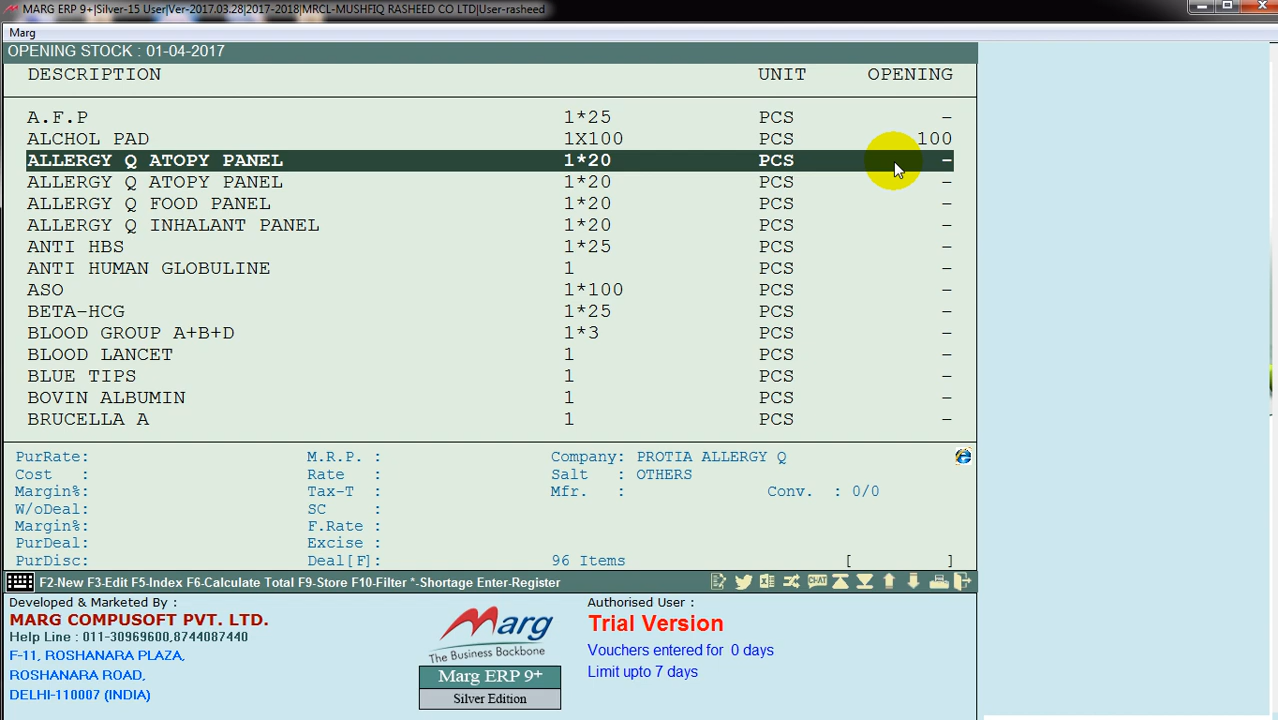 MARG ERP 9+|Silver-15 User|Ver-2017.03.28|2017-2018|MRCL-MUSHFIQ RASHEED CO LTD|User-rasheed
Marg
OPENING STOCK : 01-04-2017
DESCRIPTION UNIT OPENING
A.F.P 1*25 PCS -
ALCHOL PAD 1X100 PCS 100
ALLERGY Q ATOPY PANEL 1*20 PCS -
ALLERGY Q ATOPY PANEL 1*20 PCS -
ALLERGY Q FOOD PANEL 1*20 PCS -
ALLERGY Q INHALANT PANEL 1*20 PCS -
ANTI HBS 1*25 PCS -
ANTI HUMAN GLOBULINE 1 PCS -
ASO 1*100 PCS -
BETA-HCG 1*25 PCS -
BLOOD GROUP A+B+D 1*3 PCS -
BLOOD LANCET 1 PCS -
BLUE TIPS 1 PCS -
BOVIN ALBUMIN 1 PCS -
BRUCELLA A 1 PCS -
PurRate: M.R.P. : Company: PROTIA ALLERGY Q
Cost : Rate : Salt : OTHERS
Margin%: Tax-T : Mfr. : Conv. : 0/0
W/oDeal: SC :
Margin%: F.Rate :
PurDeal: Excise :
PurDisc: Deal[F]: 96 Items [ ]
F2-New F3-Edit F5-Index F6-Calculate Total F9-Store F10-Filter *-Shortage Enter-Register
CHAT
Developed & Marketed By :
MARG COMPUSOFT PVT. LTD.
Help Line : 011-30969600,8744087440
F-11, ROSHANARA PLAZA,
ROSHANARA ROAD,
DELHI-110007 (INDIA)
Marg
The Business Backbone
Marg ERP 9+
Silver Edition
Authorised User :
Trial Version
Vouchers entered for 0 days
Limit upto 7 days